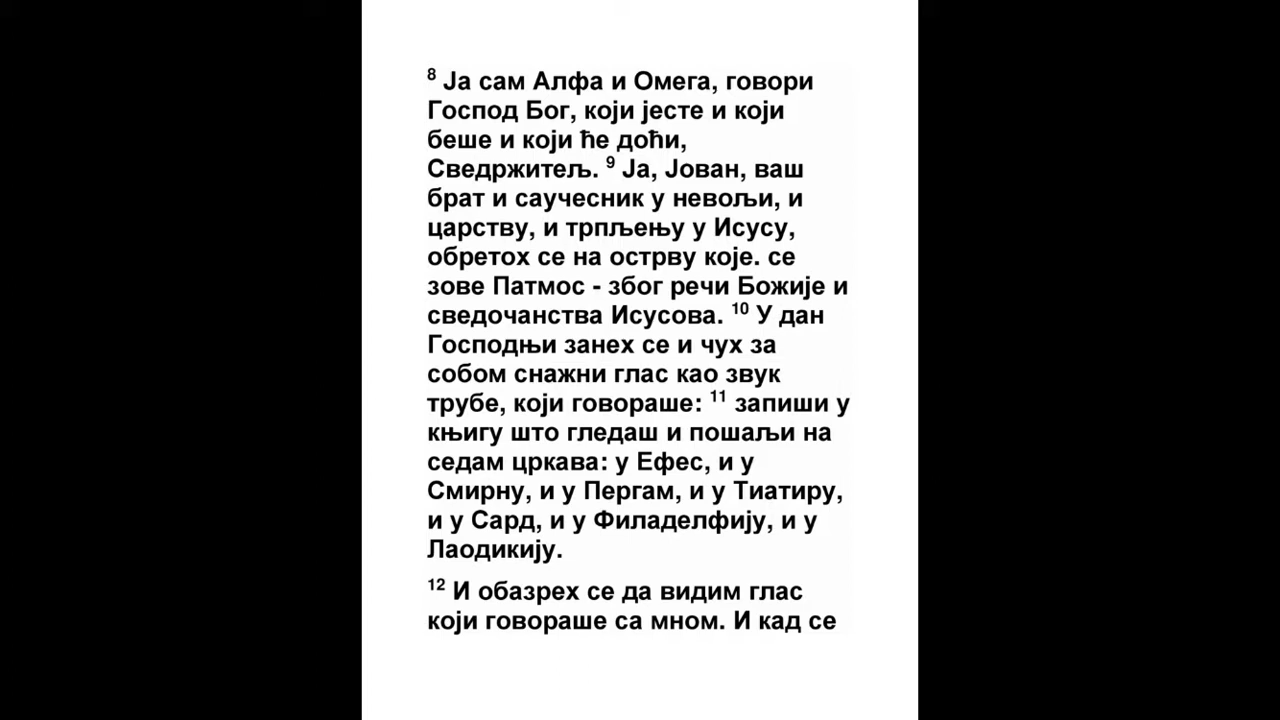 8 Ја сам Алфа и Омега, говори
Господ Бог, који јесте и који
беше и који ће доћи,
Сведржитељ. 9 Ја, Јован, ваш
брат и саучесник у невољи, и
царству, и трпљењу у Исусу,
обретох се на острву које. се
зове Патмос - због речи Божије и
сведочанства Исусова. 10 У дан
Господњи занех се и чух за
собом снажни глас као звук
трубе, који говораше: 11 запиши у
књигу што гледаш и пошаљи на
седам цркава: у Ефес, и у
Смирну, и у Пергам, и у Тиатиру,
и у Сард, и у Филаделфију, и у
Лаодикију.
12 И обазрех се да видим глас
који говораше са мном. И кад се